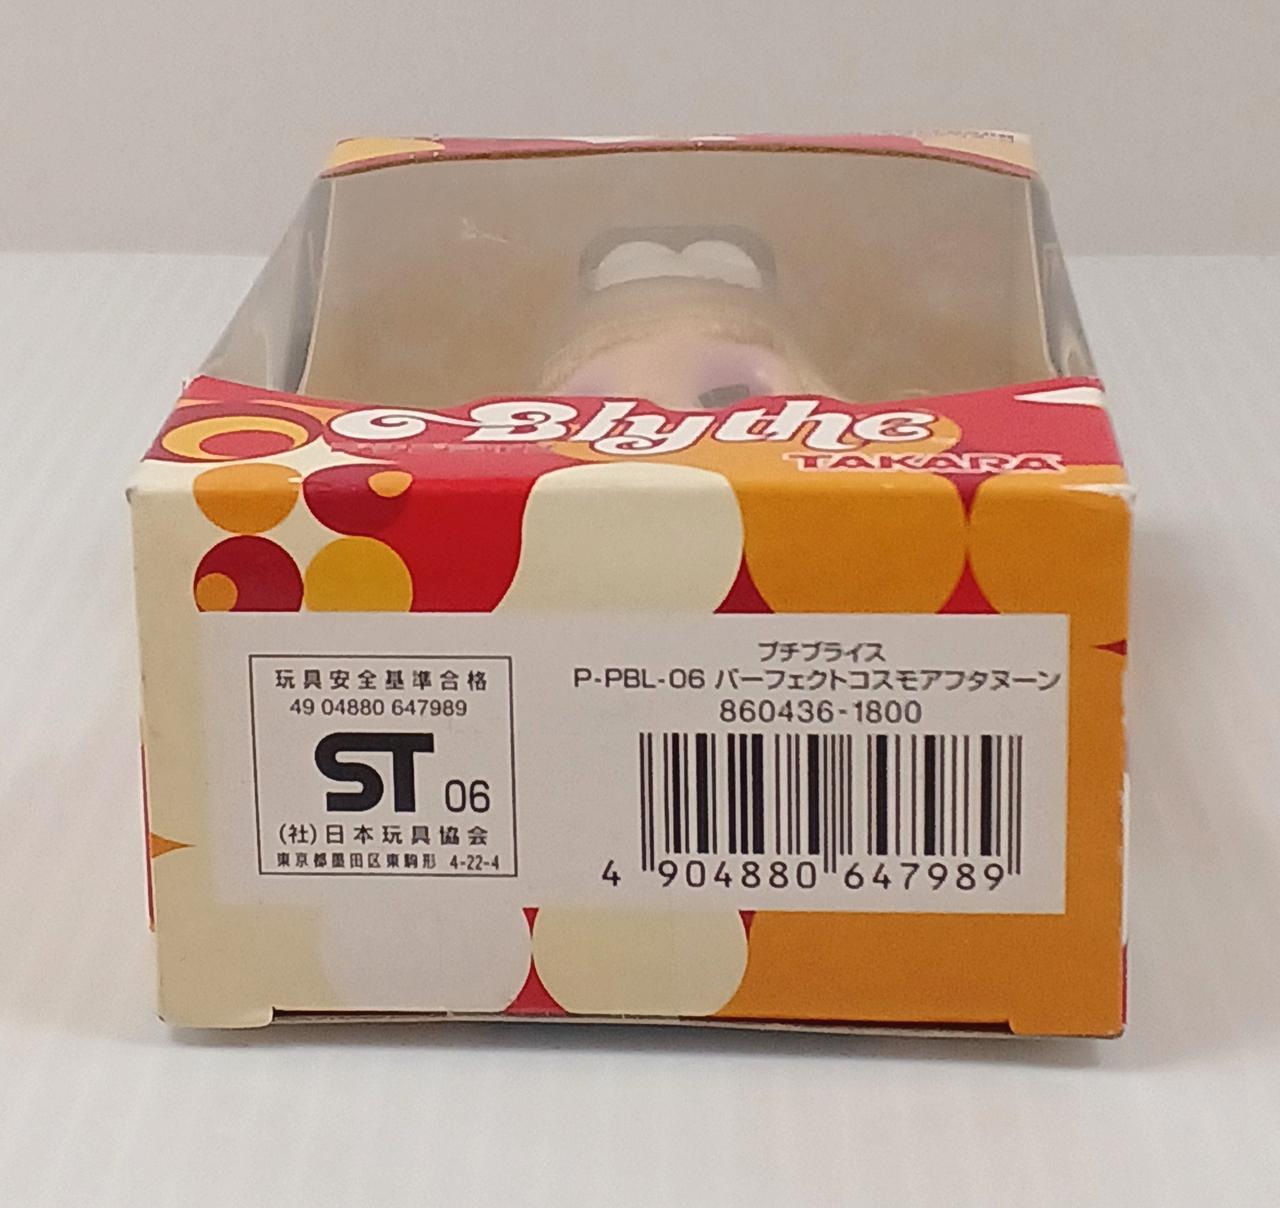 Blythe
TAKARA
玩具安全基準合格
49 04880 647989
ST 06
(社)日本玩具協会
東京都墨田区東駒形 4-22-4
プチブライス
P-PBL-06 パーフェクトコスモアフタヌーン
860436-1800
4 904880 647989